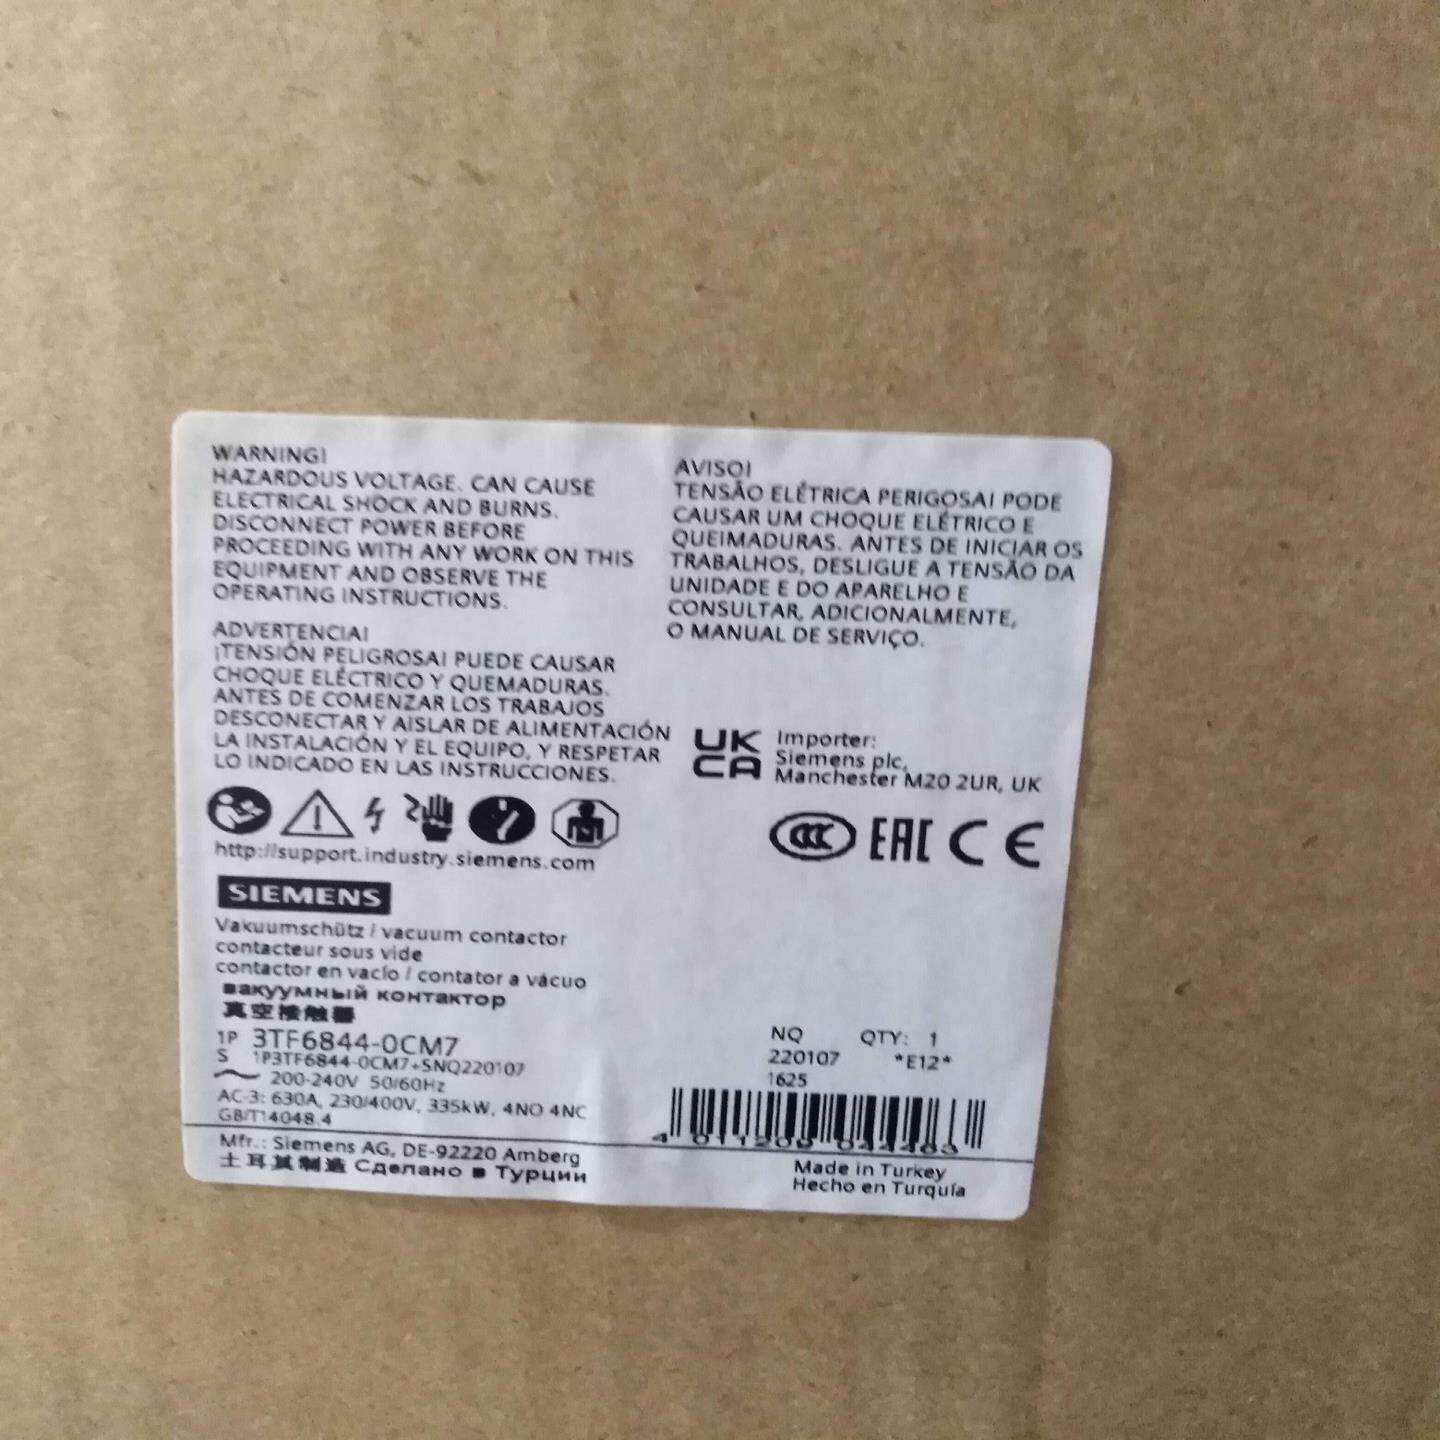 WARNING!
HAZARDOUS VOLTAGE. CAN CAUSE
ELECTRICAL SHOCK AND BURNS.
DISCONNECT POWER BEFORE
PROCEEDING WITH ANY WORK ON THIS
EQUIPMENT AND OBSERVE THE
OPERATING INSTRUCTIONS.
ADVERTENCIA!
¡TENSIÓN PELIGROSA! PUEDE CAUSAR
CHOQUE ELÉCTRICO Y QUEMADURAS.
ANTES DE COMENZAR LOS TRABAJOS
DESCONECTAR Y AISLAR DE ALIMENTACIÓN
LA INSTALACIÓN Y EL EQUIPO, Y RESPETAR
LO INDICADO EN LAS INSTRUCCIONES.
AVISO!
TENSÃO ELÉTRICA PERIGOSA! PODE
CAUSAR UM CHOQUE ELÉTRICO E
QUEIMADURAS. ANTES DE INICIAR OS
TRABALHOS, DESLIGUE A TENSÃO DA
UNIDADE E DO APARELHO E
CONSULTAR, ADICIONALMENTE,
O MANUAL DE SERVIÇO.
UK
CA
Importer:
Siemens plc,
Manchester M20 2UR, UK
CCC EAC CE
http://support.industry.siemens.com
SIEMENS
Vakuumschütz / vacuum contactor
contacteur sous vide
contactor en vacío / contator a vácuo
вакуумный контактор
真空接触器
1P 3TF6844-0CM7
S 1P3TF6844-0CM7+SNQ220107
200-240V 50/60Hz
AC-3: 630A, 230/400V, 335kW, 4NO 4NC
GB/T14048.4
NQ QTY: 1
220107 *E12*
1625
4 011209 044463
Mfr.: Siemens AG, DE-92220 Amberg
土耳其制造 Сделано в Турции
Made in Turkey
Hecho en Turquía